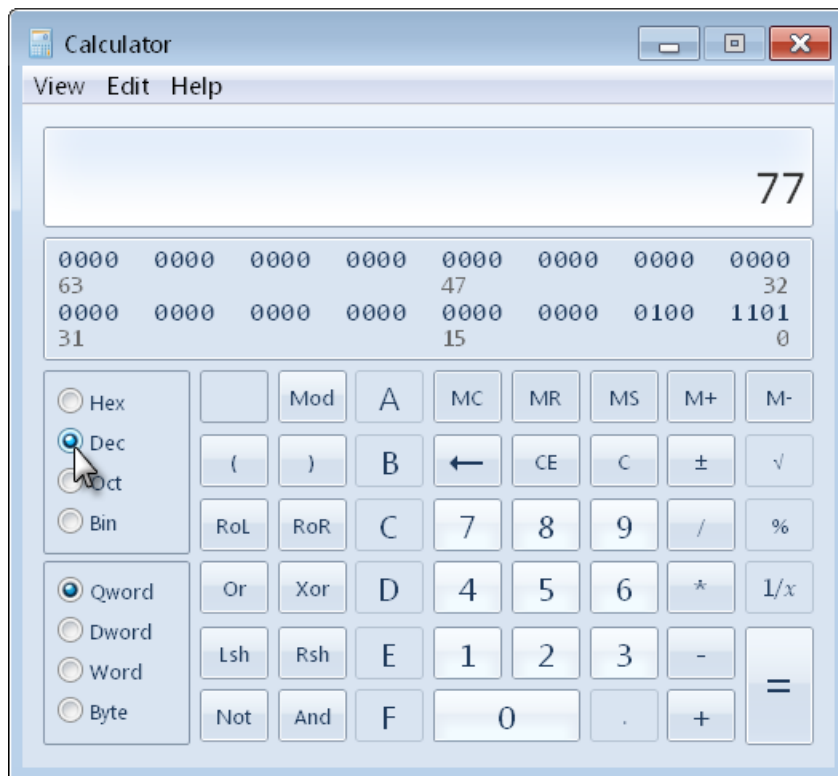 Calculator
View Edit Help
77
0000 0000 0000 0000 0000 0000 0000 0000
63 47 32
0000 0000 0000 0000 0000 0000 0100 1101
31 15 0
Hex
Dec
Oct
Bin
Qword
Dword
Word
Byte
Mod A MC MR MS M+ M-
( ) B ← CE C ± √
RoL RoR C 7 8 9 / %
Or Xor D 4 5 6 * 1/x
Lsh Rsh E 1 2 3 - =
Not And F 0 . +